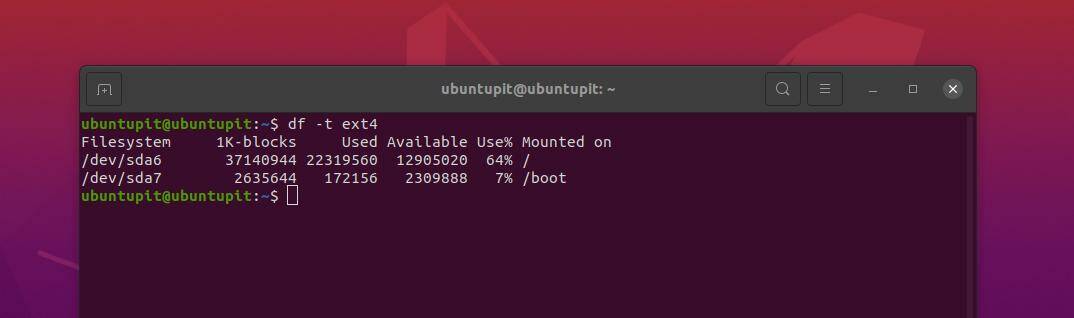 ubuntupit@ubuntupit: ~
ubuntupit@ubuntupit:~$ df -t ext4
Filesystem     1K-blocks     Used Available Use% Mounted on
/dev/sda6       37140944 22319560  12905020  64% /
/dev/sda7        2635644   172156   2309888   7% /boot
ubuntupit@ubuntupit:~$